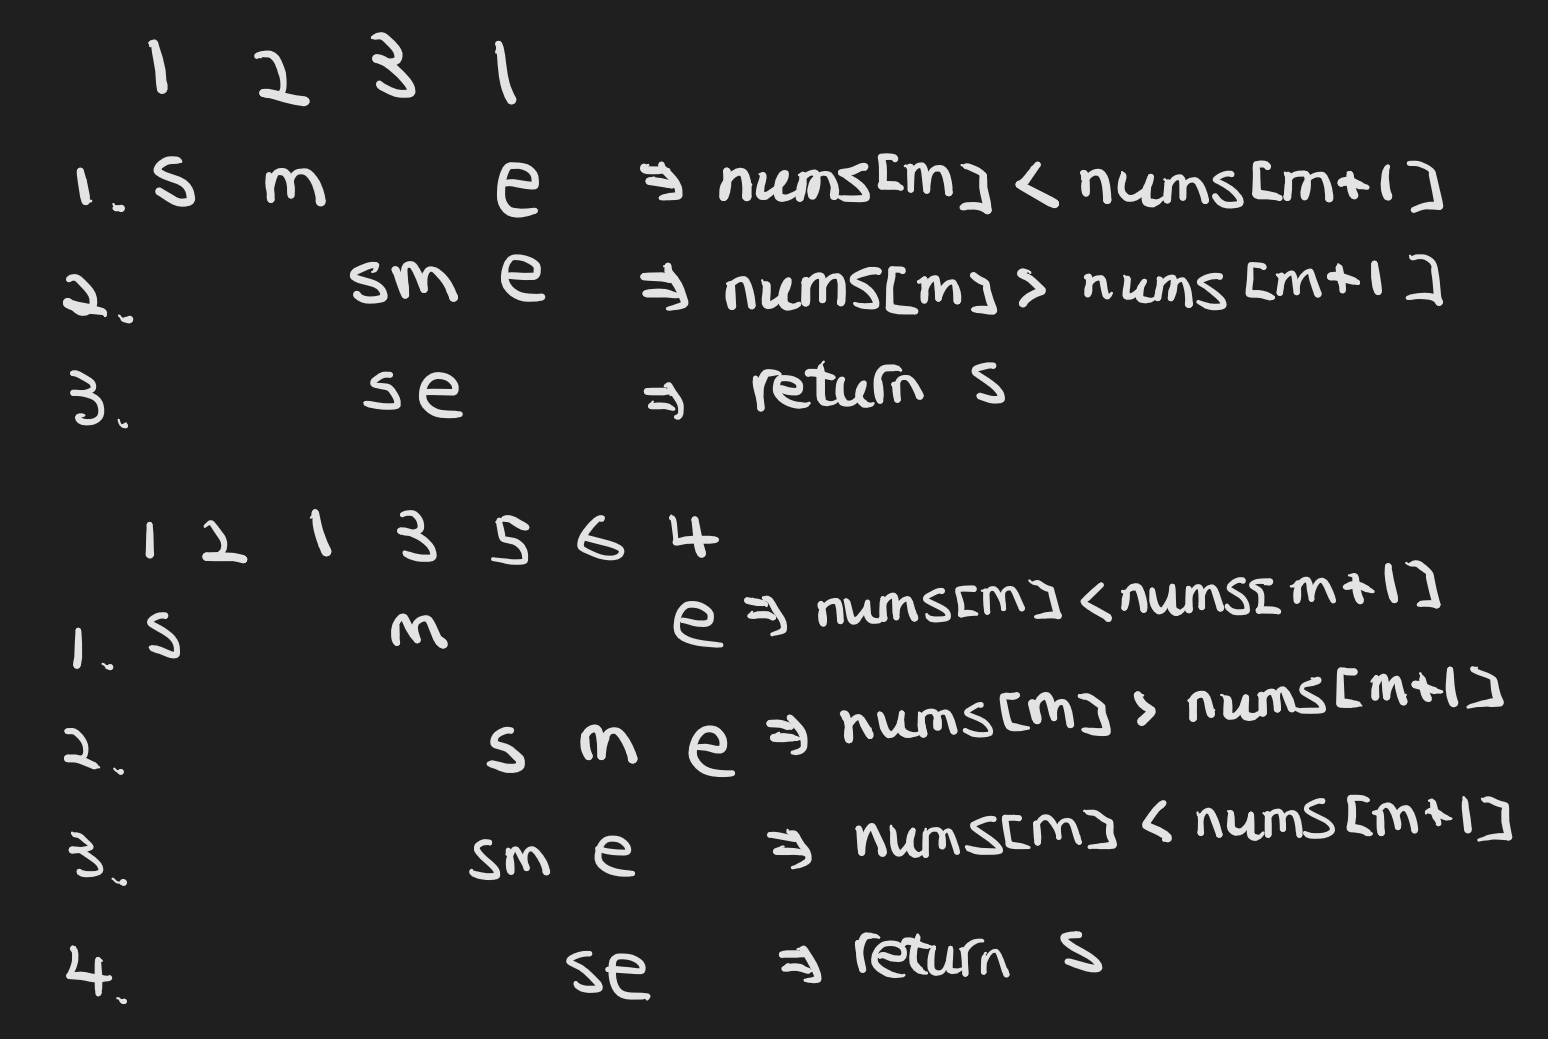 1 2 3 1
1. s m e ⇒ nums[m] < nums[m+1]
2. sm e ⇒ nums[m] > nums[m+1]
3. se ⇒ return s
1 2 1 3 5 6 4
1. s m e ⇒ nums[m] < nums[m+1]
2. s m e ⇒ nums[m] > nums[m+1]
3. sm e ⇒ nums[m] < nums[m+1]
4. se ⇒ return s